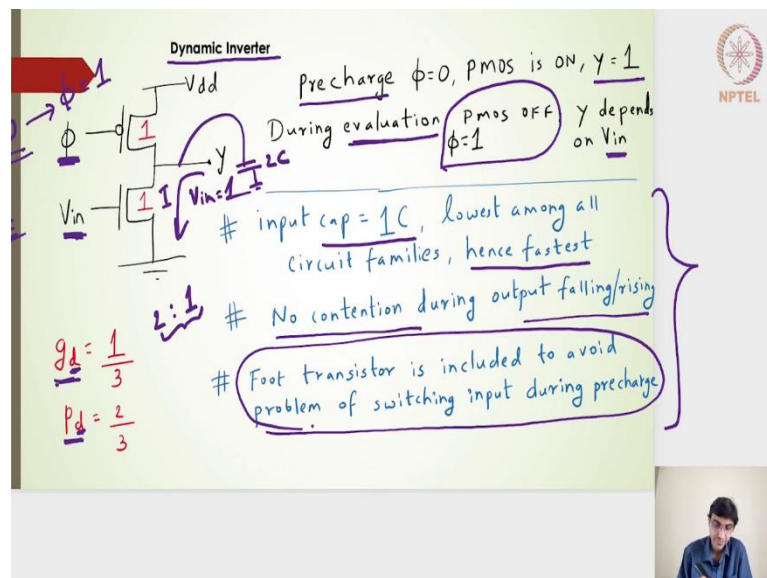 Dynamic Inverter
NPTEL
→ ϕ=1
Vdd
ϕ
1
Y
2C
I
I
Vin=1
Vin
1
2:1
g_d = 1/3
P_d = 2/3
Precharge ϕ=0, PMOS is ON, Y=1
During evaluation PMOS OFF Y depends
ϕ=1 on Vin
# input cap = 1C, lowest among all
circuit families, hence fastest
# No contention during output falling/rising
# Foot transistor is included to avoid
problem of switching input during precharge.